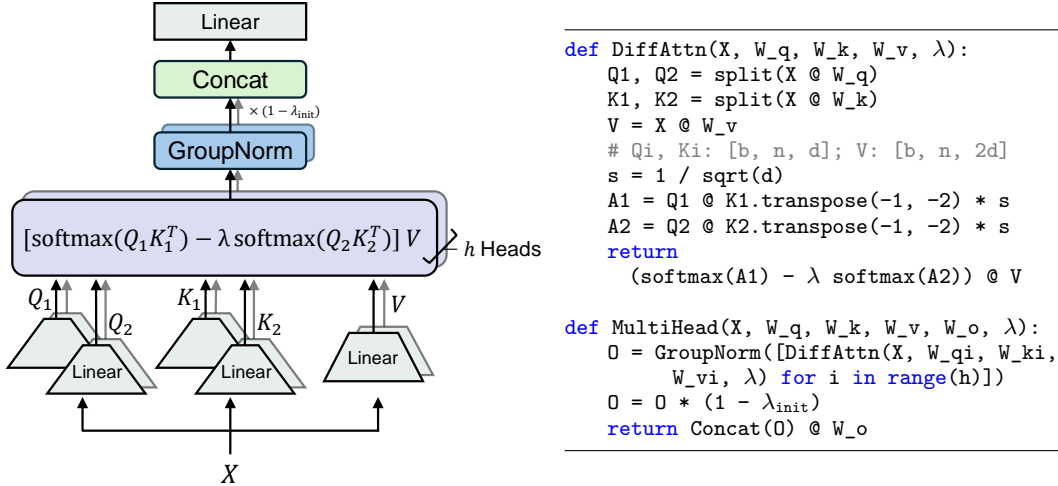 Linear
Concat
× (1 − λ_init)
GroupNorm
[softmax(Q₁K₁ᵀ) − λ softmax(Q₂K₂ᵀ)] V
h Heads
Q₁
Q₂
K₁
K₂
V
Linear
Linear
Linear
X
def DiffAttn(X, W_q, W_k, W_v, λ):
    Q1, Q2 = split(X @ W_q)
    K1, K2 = split(X @ W_k)
    V = X @ W_v
    # Qi, Ki: [b, n, d]; V: [b, n, 2d]
    s = 1 / sqrt(d)
    A1 = Q1 @ K1.transpose(−1, −2) * s
    A2 = Q2 @ K2.transpose(−1, −2) * s
    return
      (softmax(A1) − λ softmax(A2)) @ V
def MultiHead(X, W_q, W_k, W_v, W_o, λ):
    O = GroupNorm([DiffAttn(X, W_qi, W_ki,
        W_vi, λ) for i in range(h)])
    O = O * (1 − λ_init)
    return Concat(O) @ W_o